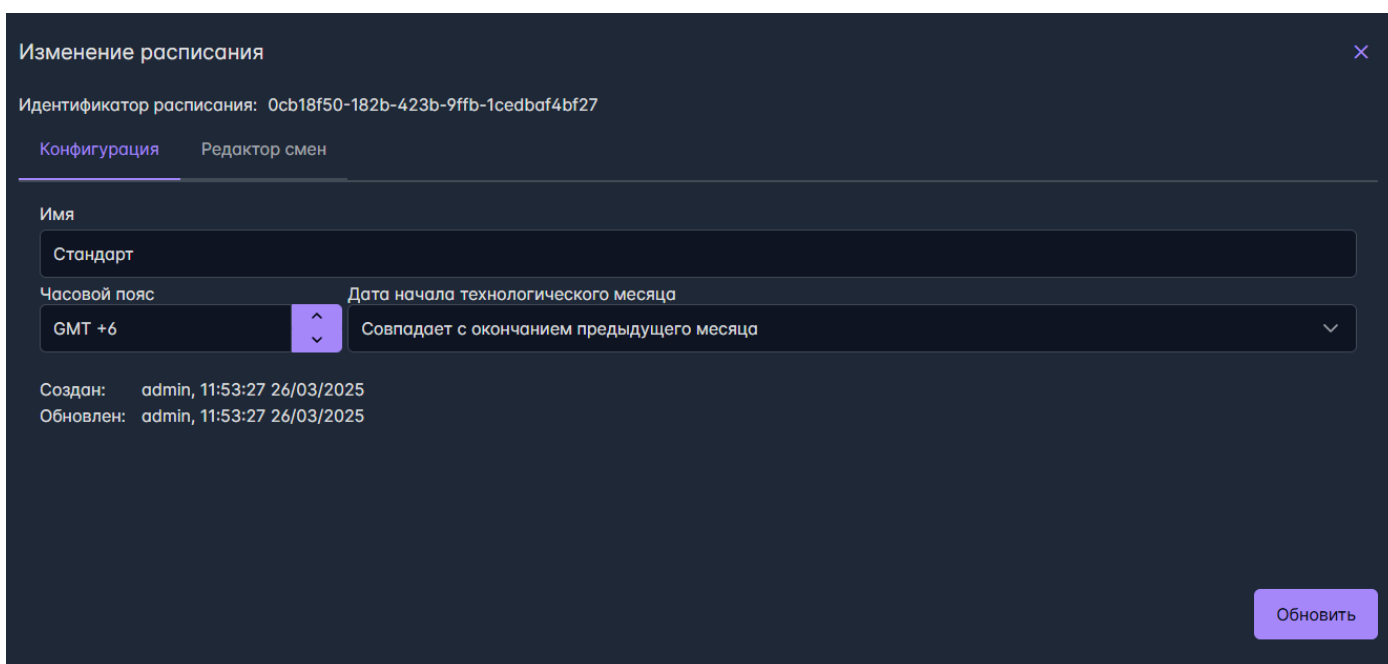 Изменение расписания
Идентификатор расписания: 0cb18f50-182b-423b-9ffb-1cedbaf4bf27
Конфигурация Редактор смен
Имя
Стандарт
Часовой пояс Дата начала технологического месяца
GMT +6 Совпадает с окончанием предыдущего месяца
Создан: admin, 11:53:27 26/03/2025
Обновлен: admin, 11:53:27 26/03/2025
Обновить